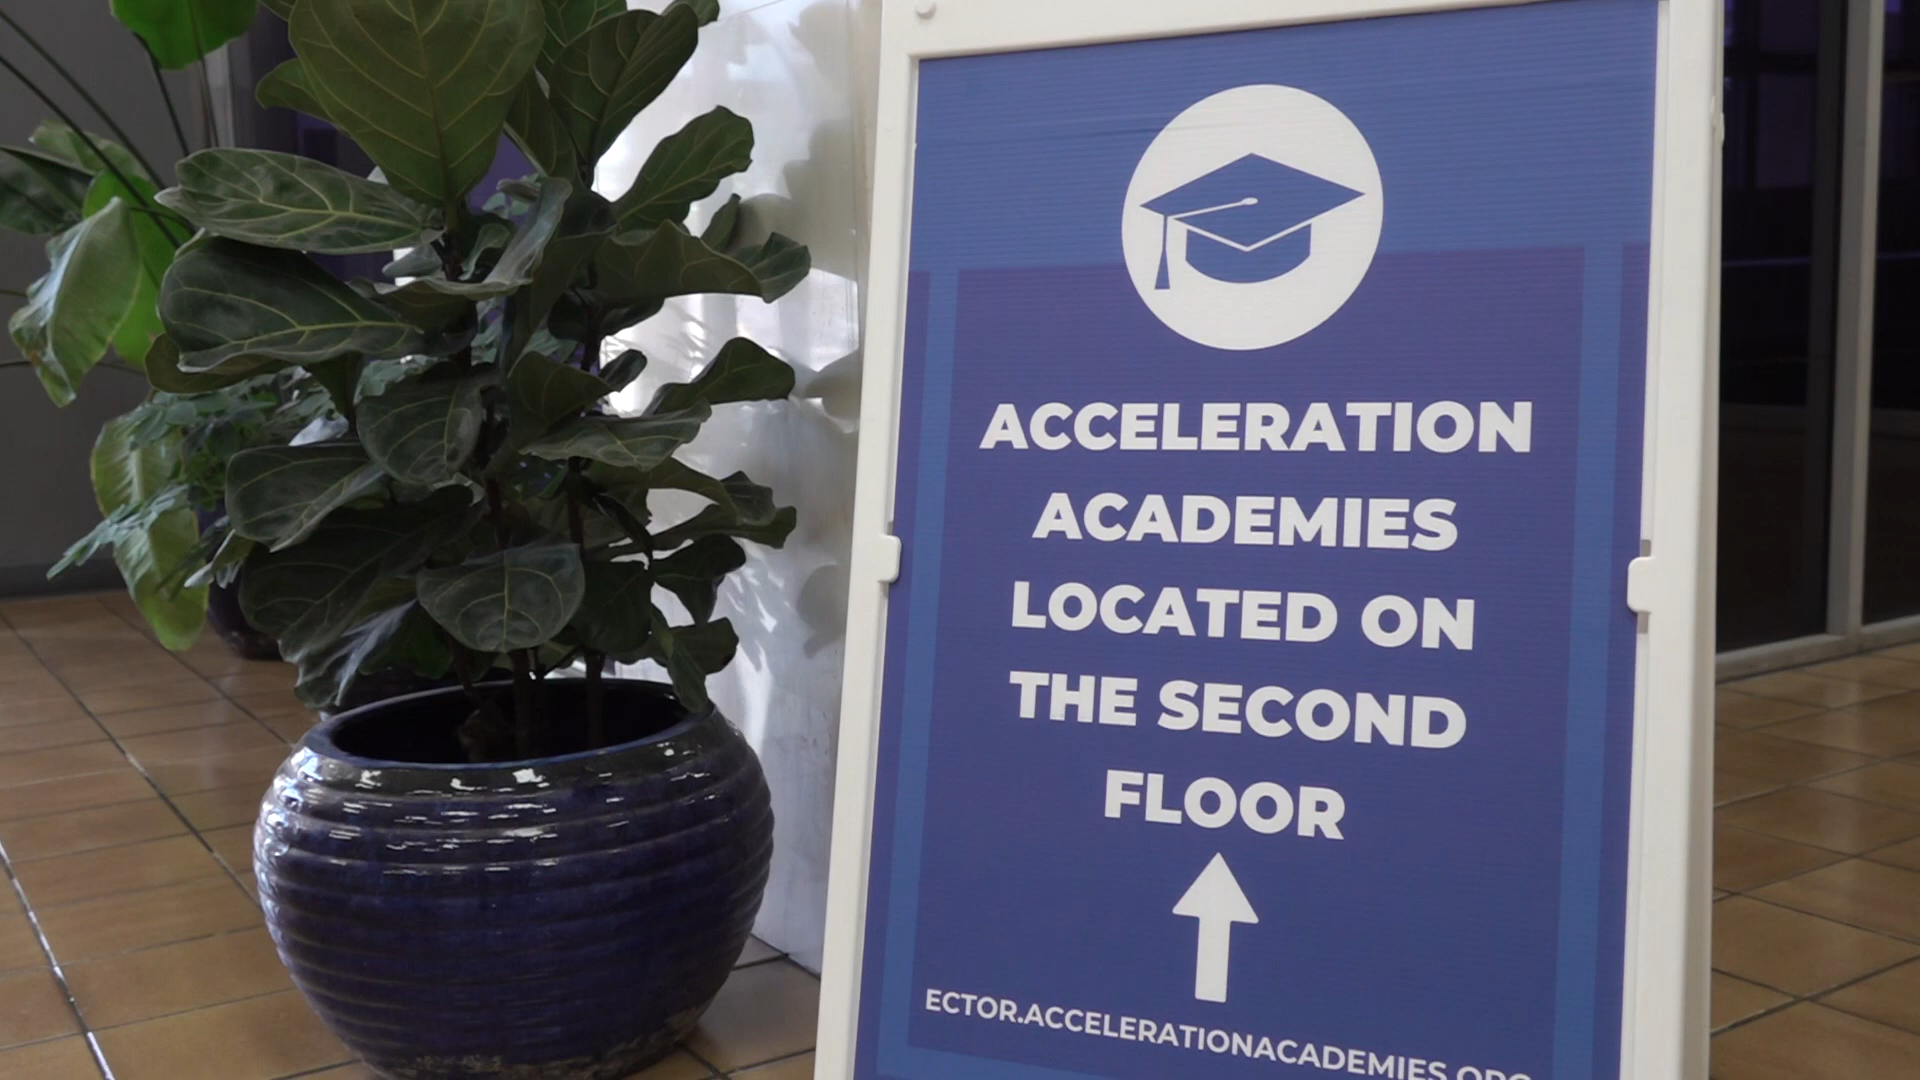 ACCELERATION
ACADEMIES
LOCATED ON
THE SECOND
FLOOR
ECTOR.ACCELERATIONACADEMIES.ORG